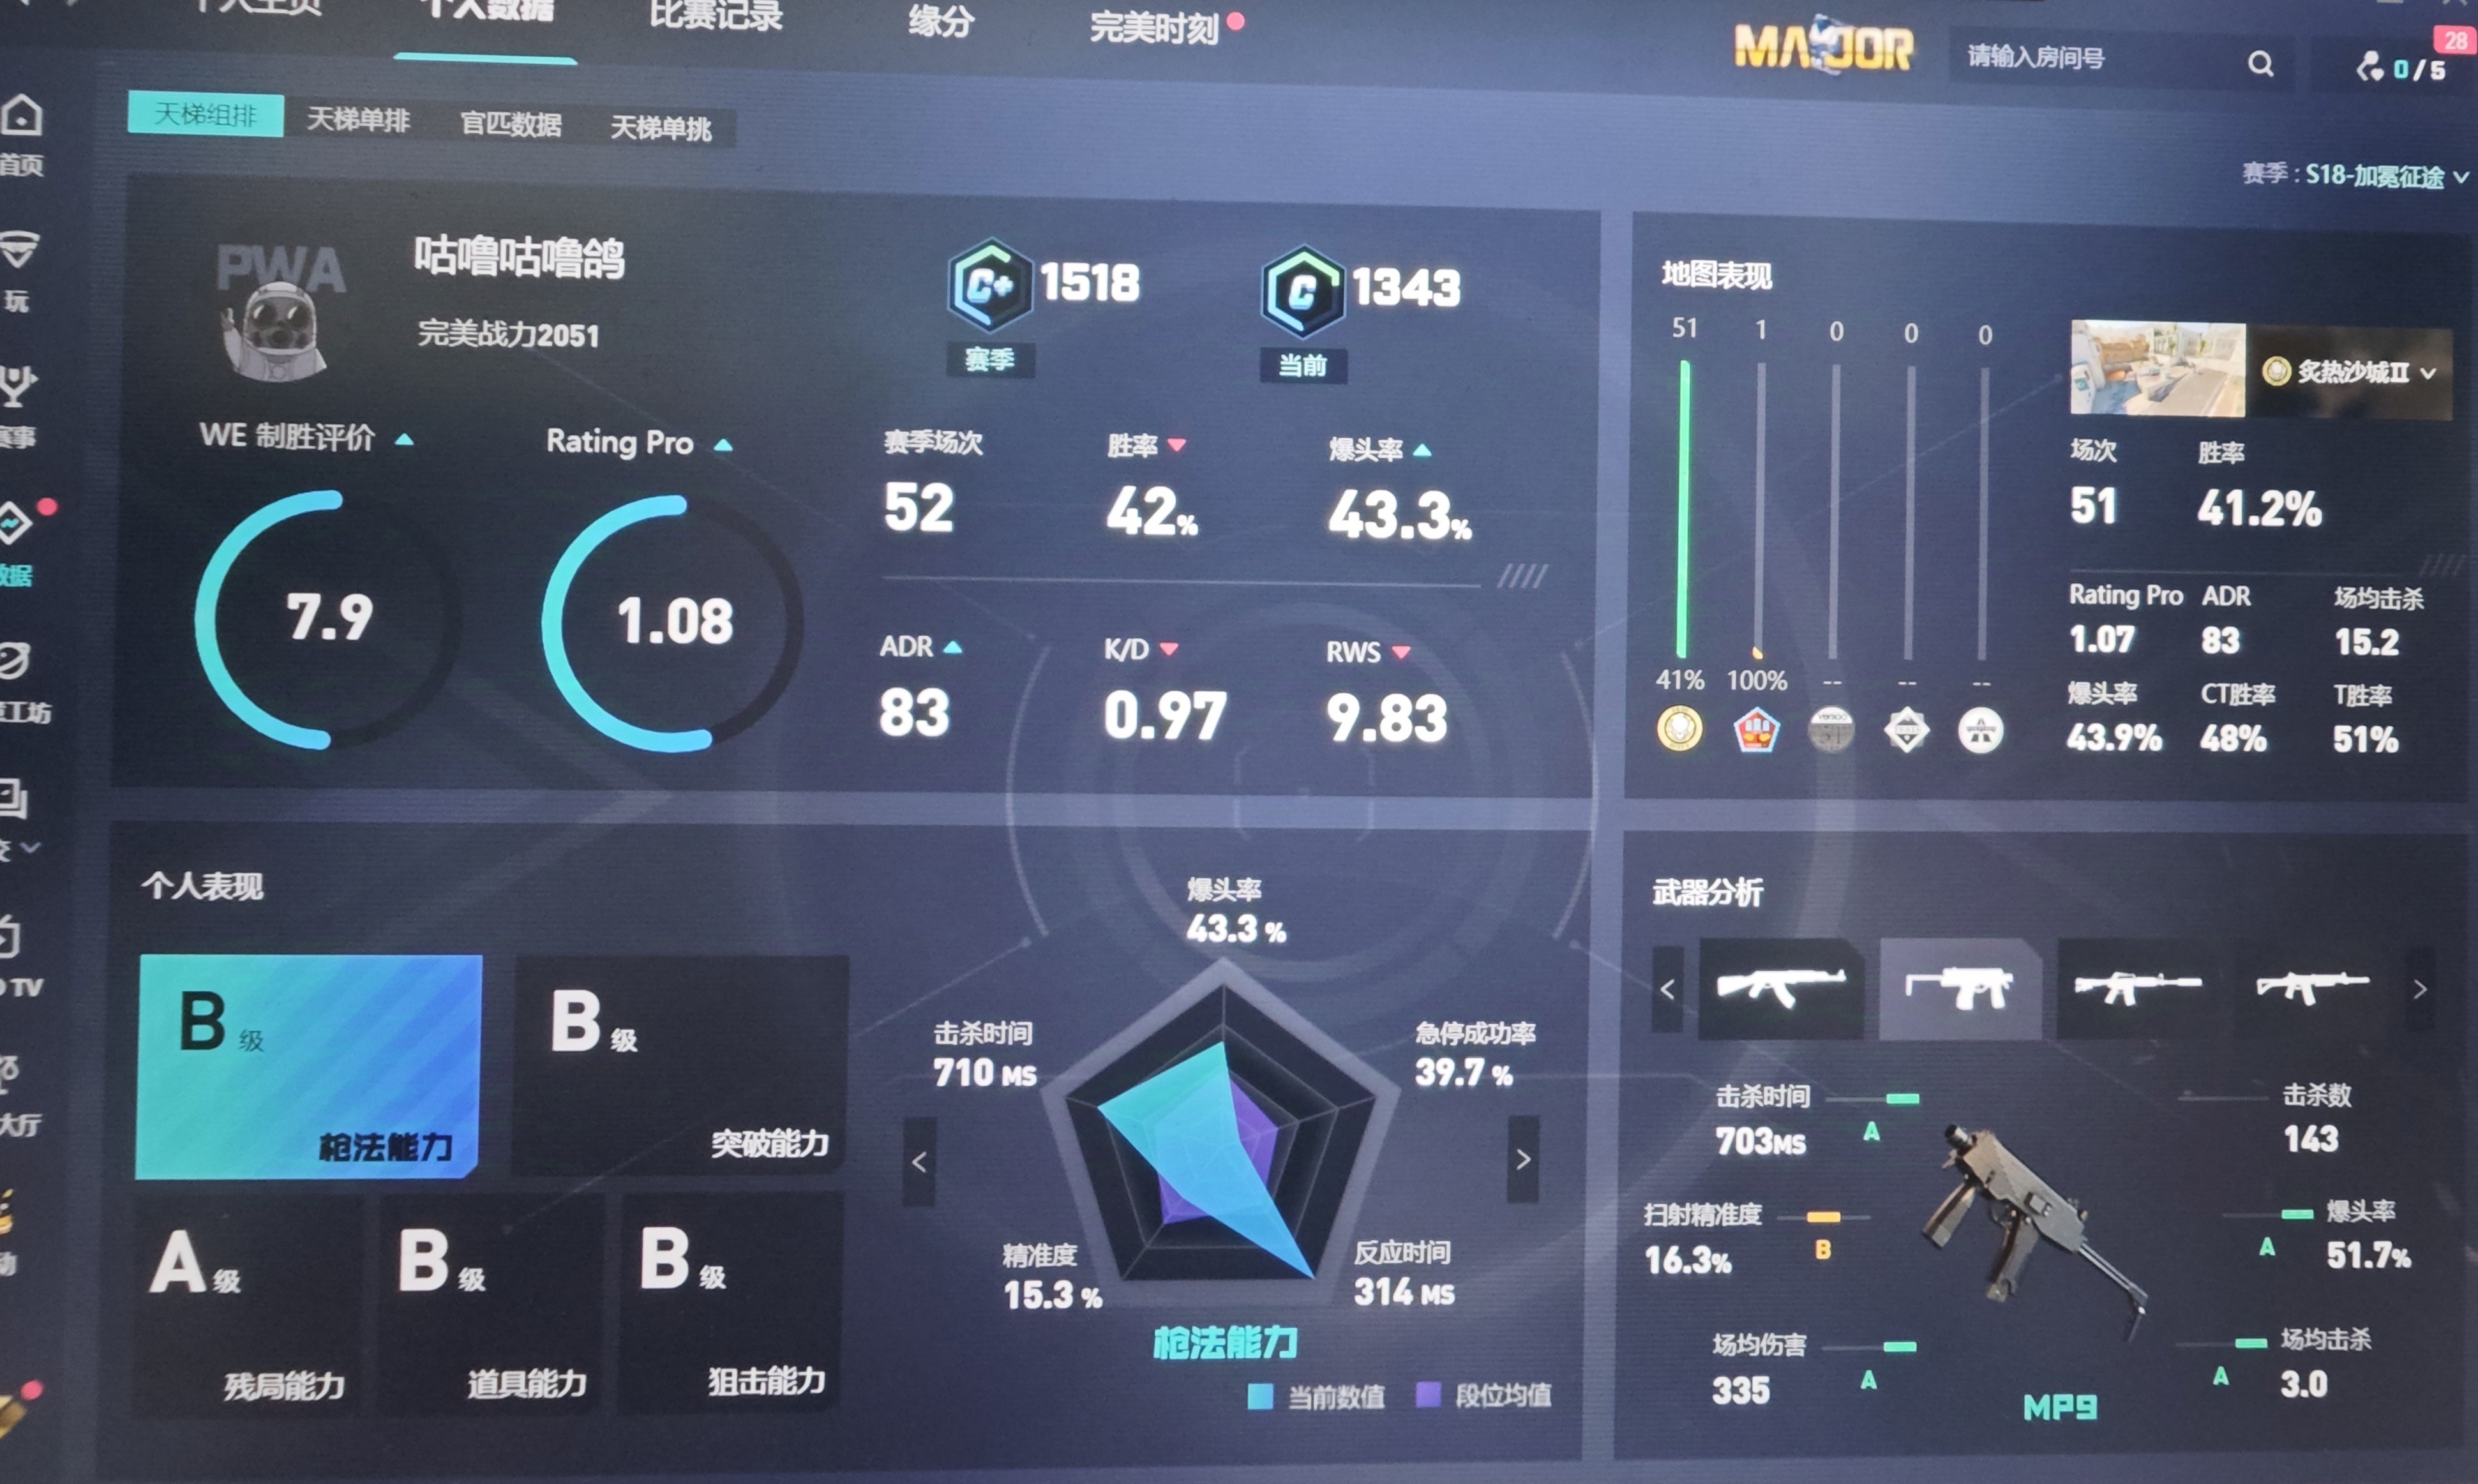 个人主页
个人数据
比赛记录
缘分
完美时刻
MAJOR
请输入房间号
28
0/5
首页
玩
赛事
数据
工坊
TV
大厅
天梯组排
天梯单排
官匹数据
天梯单挑
赛季：S18-加冕征途
PWA
咕噜咕噜鸽
完美战力2051
C+ 1518
赛季
C 1343
当前
WE 制胜评价
7.9
Rating Pro
1.08
赛季场次
52
胜率
42%
爆头率
43.3%
ADR
83
K/D
0.97
RWS
9.83
地图表现
51 1 0 0 0
41% 100% -- -- --
炙热沙城II
场次
51
胜率
41.2%
Rating Pro
1.07
ADR
83
场均击杀
15.2
爆头率
43.9%
CT胜率
48%
T胜率
51%
个人表现
B级
枪法能力
B级
突破能力
A级
残局能力
B级
道具能力
B级
狙击能力
爆头率
43.3 %
击杀时间
710 MS
急停成功率
39.7 %
精准度
15.3 %
反应时间
314 MS
枪法能力
当前数值
段位均值
武器分析
击杀时间
703MS
A
击杀数
143
扫射精准度
16.3%
B
爆头率
51.7%
A
场均伤害
335
A
场均击杀
3.0
A
MP9